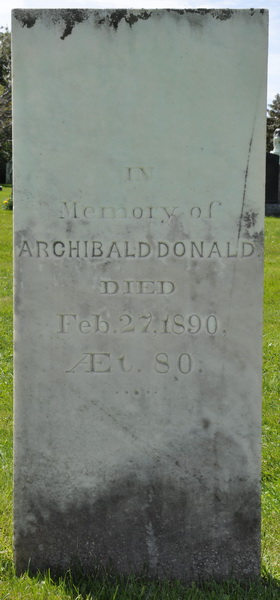 IN
Memory of
ARCHIBALD DONALD.
DIED
Feb. 27, 1890.
Æt. 80.